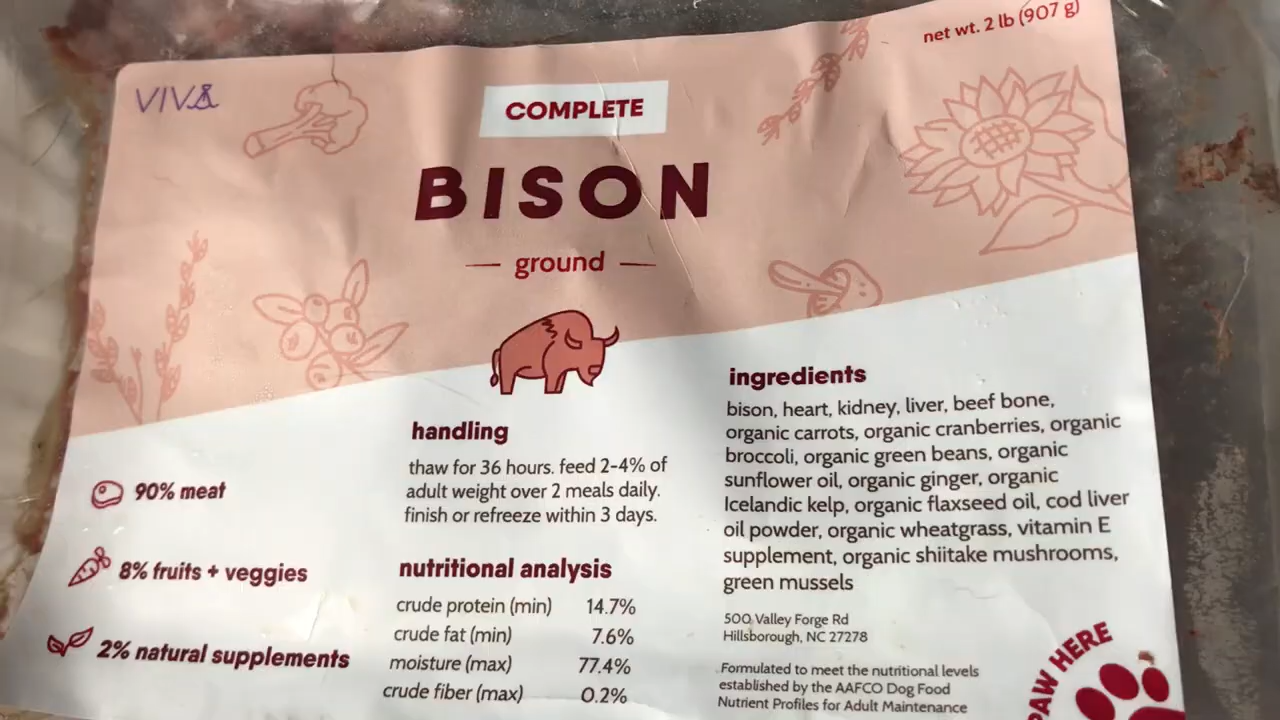 net wt. 2 lb (907 g)
VIVA
COMPLETE
BISON
ground
90% meat
8% fruits + veggies
2% natural supplements
handling
thaw for 36 hours. feed 2-4% of
adult weight over 2 meals daily.
finish or refreeze within 3 days.
nutritional analysis
crude protein (min) 14.7%
crude fat (min) 7.6%
moisture (max) 77.4%
crude fiber (max) 0.2%
ingredients
bison, heart, kidney, liver, beef bone,
organic carrots, organic cranberries, organic
broccoli, organic green beans, organic
sunflower oil, organic ginger, organic
Icelandic kelp, organic flaxseed oil, cod liver
oil powder, organic wheatgrass, vitamin E
supplement, organic shiitake mushrooms,
green mussels
500 Valley Forge Rd
Hillsborough, NC 27278
Formulated to meet the nutritional levels
established by the AAFCO Dog Food
Nutrient Profiles for Adult Maintenance
PAW HERE